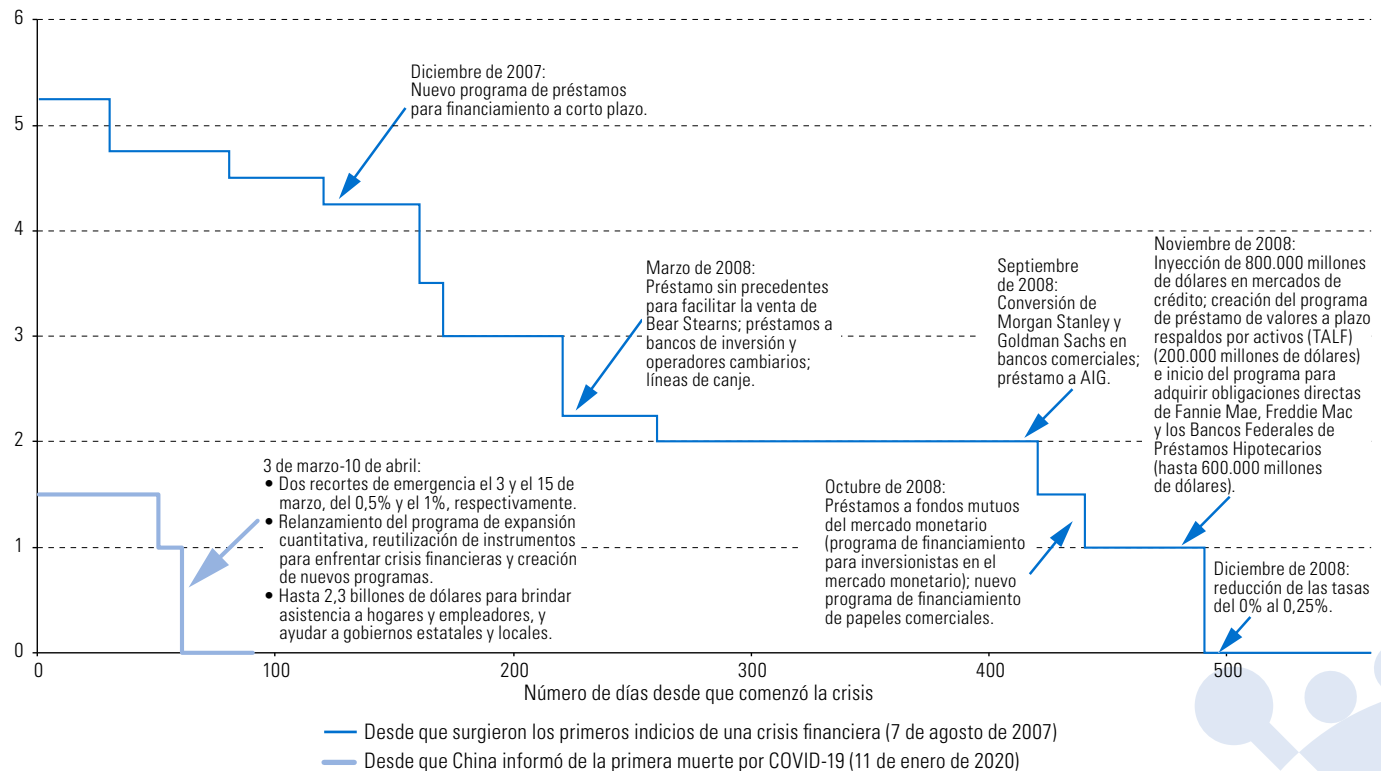 6
5
4
3
2
1
0
Diciembre de 2007:
Nuevo programa de préstamos
para financiamiento a corto plazo.
Marzo de 2008:
Préstamo sin precedentes
para facilitar la venta de
Bear Stearns; préstamos a
bancos de inversión y
operadores cambiarios;
líneas de canje.
Septiembre
de 2008:
Conversión de
Morgan Stanley y
Goldman Sachs en
bancos comerciales;
préstamo a AIG.
Noviembre de 2008:
Inyección de 800.000 millones
de dólares en mercados de
crédito; creación del programa
de préstamo de valores a plazo
respaldos por activos (TALF)
(200.000 millones de dólares)
e inicio del programa para
adquirir obligaciones directas
de Fannie Mae, Freddie Mac
y los Bancos Federales de
Préstamos Hipotecarios
(hasta 600.000 millones
de dólares).
3 de marzo-10 de abril:
• Dos recortes de emergencia el 3 y el 15 de
marzo, del 0,5% y el 1%, respectivamente.
• Relanzamiento del programa de expansión
cuantitativa, reutilización de instrumentos
para enfrentar crisis financieras y creación
de nuevos programas.
• Hasta 2,3 billones de dólares para brindar
asistencia a hogares y empleadores, y
ayudar a gobiernos estatales y locales.
Octubre de 2008:
Préstamos a fondos mutuos
del mercado monetario
(programa de financiamiento
para inversionistas en el
mercado monetario); nuevo
programa de financiamiento
de papeles comerciales.
Diciembre de 2008:
reducción de las tasas
del 0% al 0,25%.
0 100 200 300 400 500
Número de días desde que comenzó la crisis
Desde que surgieron los primeros indicios de una crisis financiera (7 de agosto de 2007)
Desde que China informó de la primera muerte por COVID-19 (11 de enero de 2020)